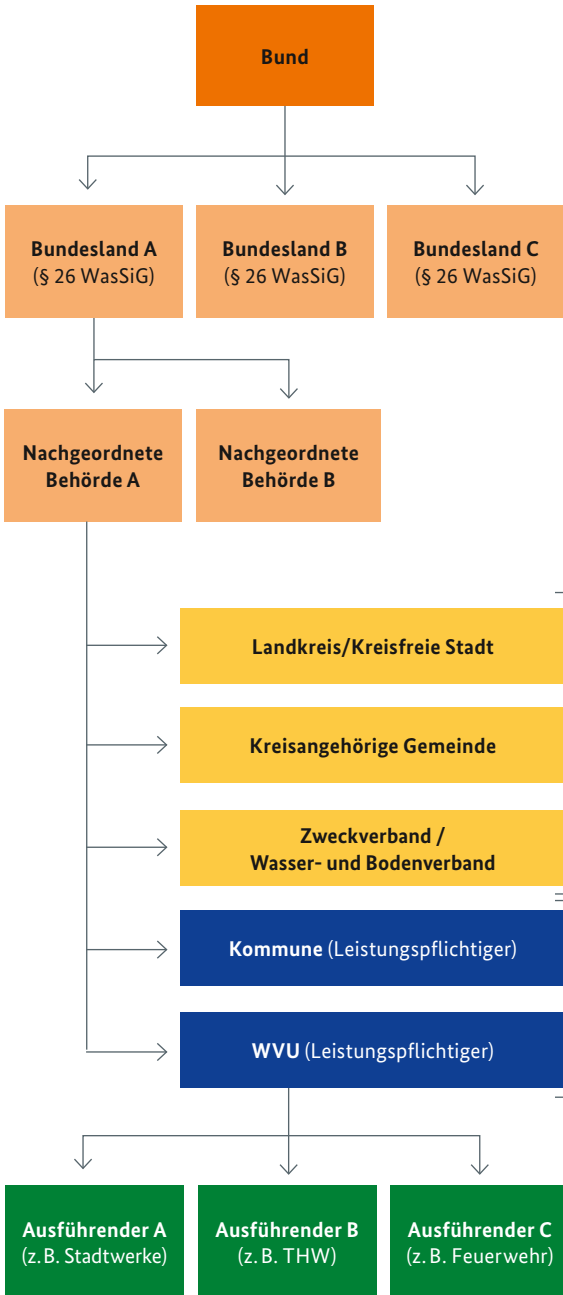 Bund
Bundesland A
(§ 26 WasSiG)
Bundesland B
(§ 26 WasSiG)
Bundesland C
(§ 26 WasSiG)
Nachgeordnete
Behörde A
Nachgeordnete
Behörde B
Landkreis/Kreisfreie Stadt
Kreisangehörige Gemeinde
Zweckverband /
Wasser- und Bodenverband
Kommune (Leistungspflichtiger)
WVU (Leistungspflichtiger)
Ausführender A
(z. B. Stadtwerke)
Ausführender B
(z. B. THW)
Ausführender C
(z. B. Feuerwehr)